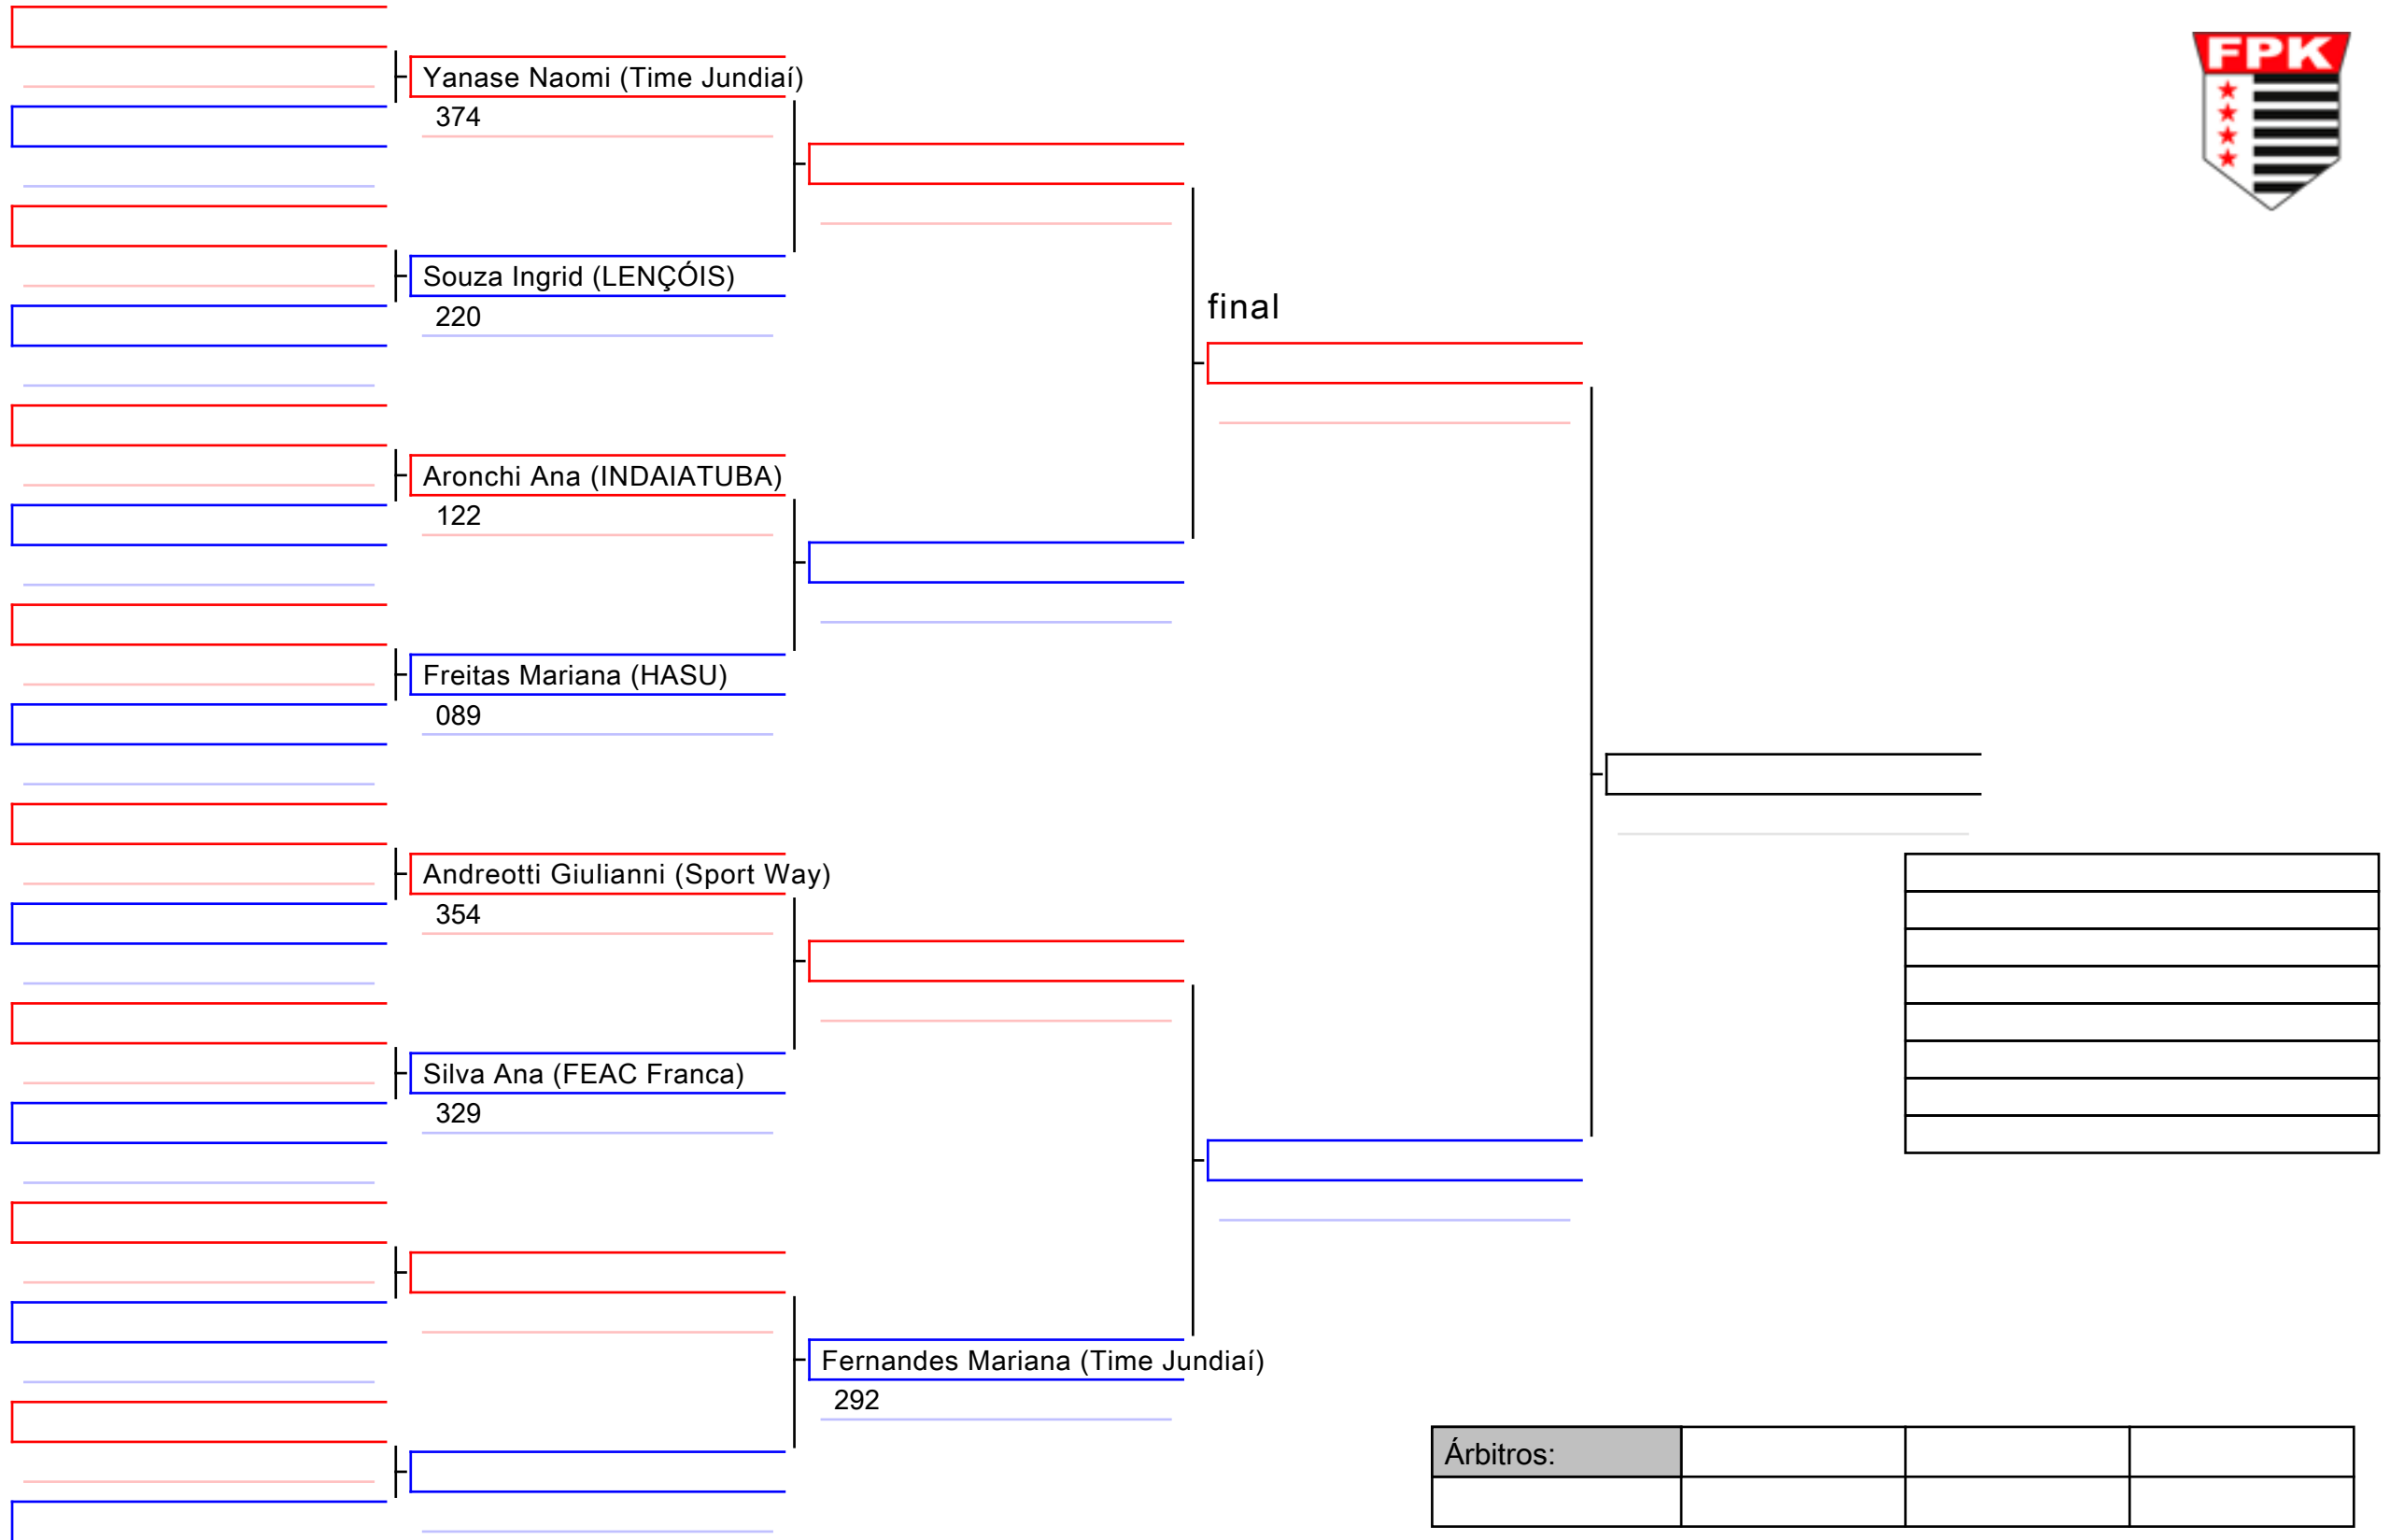 FPK
Yanase Naomi (Time Jundiaí)
374
Souza Ingrid (LENÇÓIS)
220
final
Aronchi Ana (INDAIATUBA)
122
Freitas Mariana (HASU)
089
Andreotti Giulianni (Sport Way)
354
Silva Ana (FEAC Franca)
329
Fernandes Mariana (Time Jundiaí)
292
Árbitros: